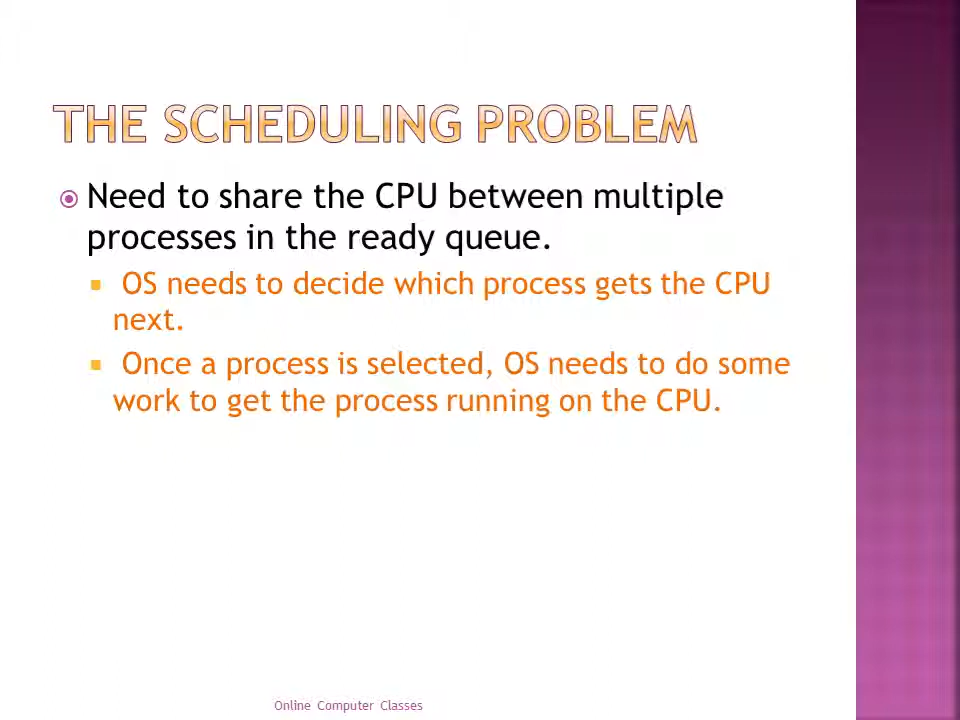 THE SCHEDULING PROBLEM
Need to share the CPU between multiple
processes in the ready queue.
OS needs to decide which process gets the CPU
next.
Once a process is selected, OS needs to do some
work to get the process running on the CPU.
Online Computer Classes